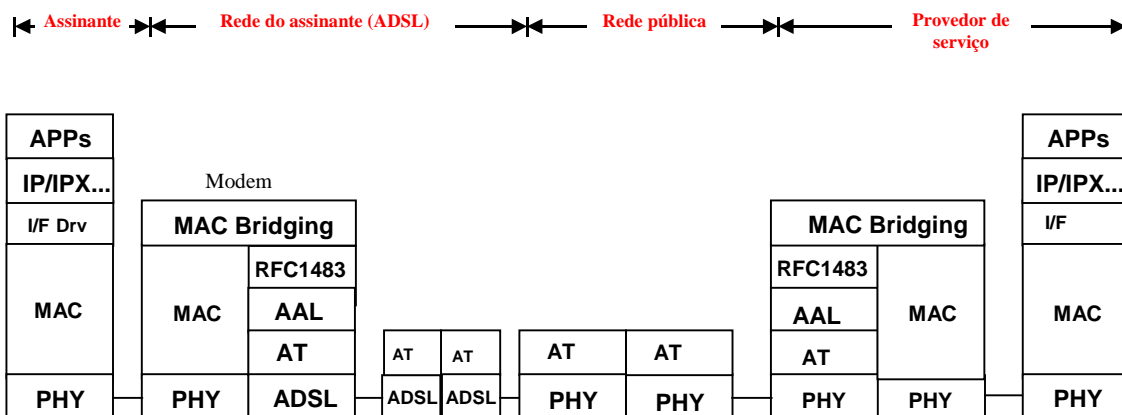 Assinante
Rede do assinante (ADSL)
Rede pública
Provedor de
serviço
APPs
APPs
IP/IPX...
Modem
IP/IPX...
I/F Drv
MAC Bridging
MAC Bridging
I/F
RFC1483
RFC1483
MAC
MAC
AAL
AAL
MAC
MAC
AT
AT
AT
AT
AT
AT
PHY
PHY
ADSL
ADSL
ADSL
PHY
PHY
PHY
PHY
PHY